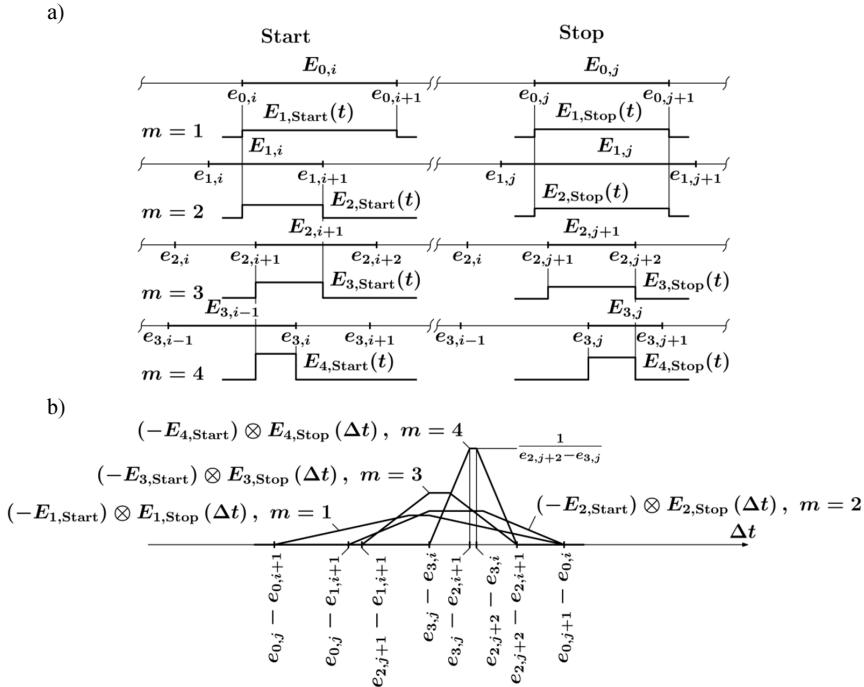 a)
Start Stop
E_{0,i} E_{0,j}
e_{0,i} e_{0,i+1} e_{0,j} e_{0,j+1}
m = 1 E_{1,Start}(t) E_{1,Stop}(t)
E_{1,i} E_{1,j}
e_{1,i} e_{1,i+1} e_{1,j} e_{1,j+1}
m = 2 E_{2,Start}(t) E_{2,Stop}(t)
E_{2,i+1} E_{2,j+1}
e_{2,i} e_{2,i+1} e_{2,i+2} e_{2,i} e_{2,j+1} e_{2,j+2}
m = 3 E_{3,Start}(t) E_{3,Stop}(t)
E_{3,i-1} E_{3,j}
e_{3,i-1} e_{3,i} e_{3,i+1} e_{3,i-1} e_{3,j} e_{3,j+1}
m = 4 E_{4,Start}(t) E_{4,Stop}(t)
b)
(−E_{4,Start}) ⊗ E_{4,Stop} (Δt) , m = 4
1/(e_{2,j+2}−e_{3,j})
(−E_{3,Start}) ⊗ E_{3,Stop} (Δt) , m = 3
(−E_{1,Start}) ⊗ E_{1,Stop} (Δt) , m = 1
(−E_{2,Start}) ⊗ E_{2,Stop} (Δt) , m = 2
Δt
e_{0,j} − e_{0,i+1}
e_{0,j} − e_{1,i+1}
e_{2,j+1} − e_{1,i+1}
e_{3,j} − e_{3,i}
e_{3,j} − e_{2,i+1}
e_{2,j+2} − e_{3,i}
e_{2,j+2} − e_{2,i+1}
e_{0,j+1} − e_{0,i}